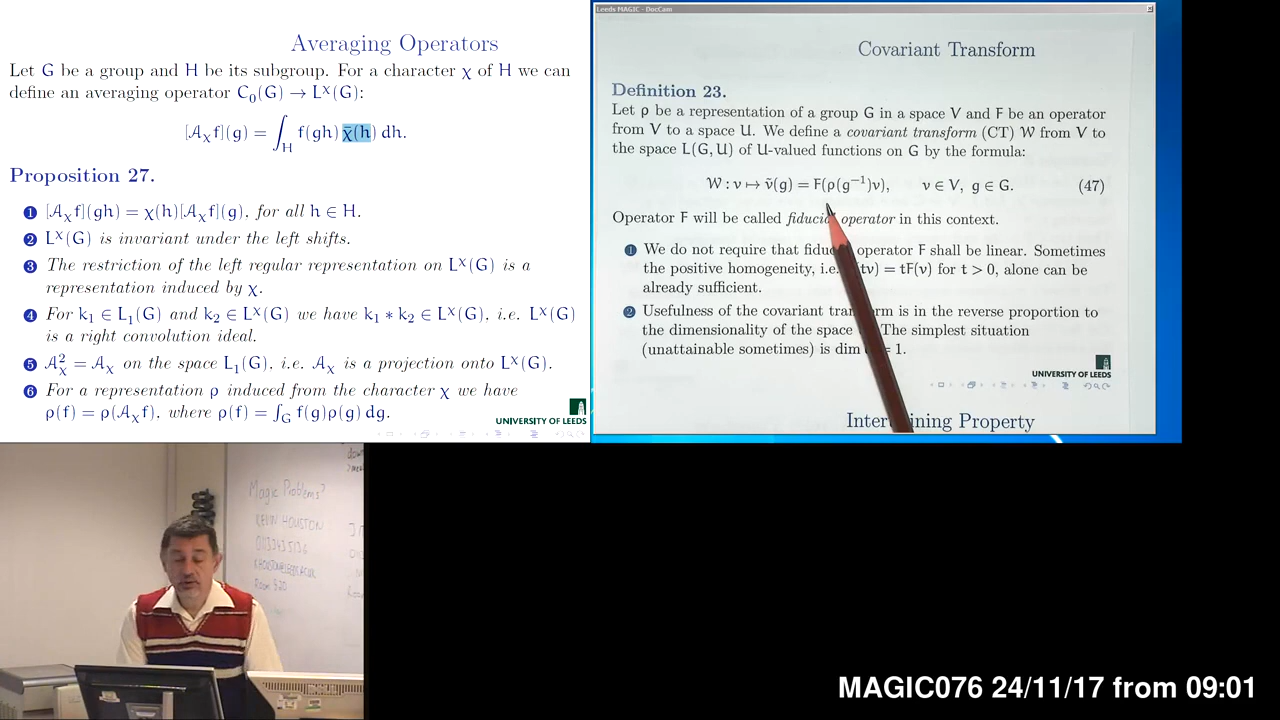 Averaging Operators
Let G be a group and H be its subgroup. For a character χ of H we can
define an averaging operator C₀(G) → L^χ(G):
[𝒜_χ f](g) = ∫_H f(gh) χ̄(h) dh.
Proposition 27.
1 [𝒜_χ f](gh) = χ(h)[𝒜_χ f](g), for all h ∈ H.
2 L^χ(G) is invariant under the left shifts.
3 The restriction of the left regular representation on L^χ(G) is a
representation induced by χ.
4 For k₁ ∈ L₁(G) and k₂ ∈ L^χ(G) we have k₁ ∗ k₂ ∈ L^χ(G), i.e. L^χ(G)
is a right convolution ideal.
5 𝒜_χ² = 𝒜_χ on the space L₁(G), i.e. 𝒜_χ is a projection onto L^χ(G).
6 For a representation ρ induced from the character χ we have
ρ(f) = ρ(𝒜_χ f), where ρ(f) = ∫_G f(g)ρ(g) dg.
UNIVERSITY OF LEEDS
Leeds MAGIC - DocCam
Covariant Transform
Definition 23.
Let ρ be a representation of a group G in a space V and F be an operator
from V to a space U. We define a covariant transform (CT) 𝒲 from V to
the space L(G, U) of U-valued functions on G by the formula:
𝒲 : v ↦ ṽ(g) = F(ρ(g⁻¹)v), v ∈ V, g ∈ G. (47)
Operator F will be called operator in this context.
1 We do not require that operator F shall be linear. Sometimes
the positive homogeneity, i.e. (tv) = tF(v) for t > 0, alone can be
already sufficient.
2 Usefulness of the covariant is in the reverse proportion to
the dimensionality of the space The simplest situation
(unattainable sometimes) is dim = 1.
UNIVERSITY OF LEEDS
Property
Magic Problems?
KEVIN HOUSTON
Room
MAGIC076 24/11/17 from 09:01